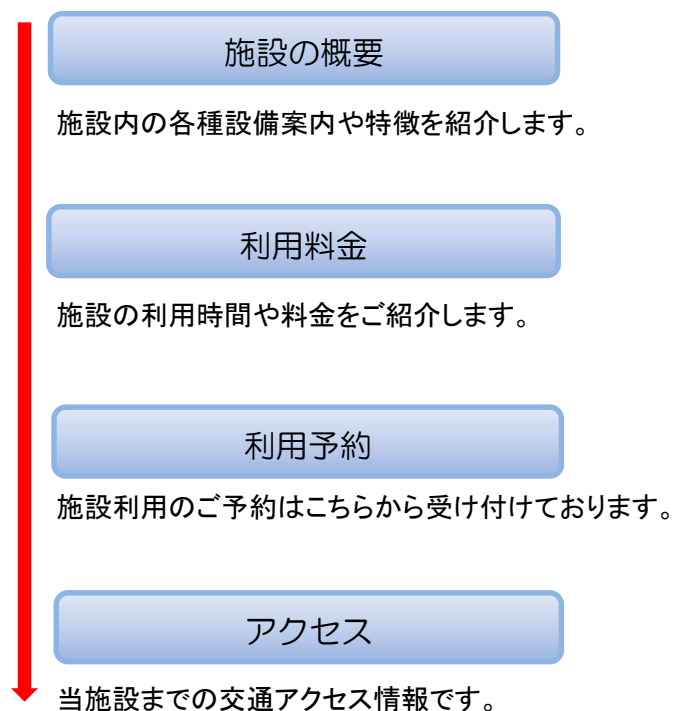 施設の概要
施設内の各種設備案内や特徴を紹介します。
利用料金
施設の利用時間や料金をご紹介します。
利用予約
施設利用のご予約はこちらから受け付けております。
アクセス
当施設までの交通アクセス情報です。